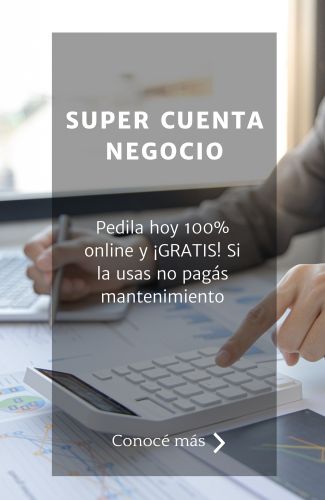 SUPER CUENTA
NEGOCIO
Pedila hoy 100%
online y ¡GRATIS! Si
la usas no pagás
mantenimiento
Conocé más